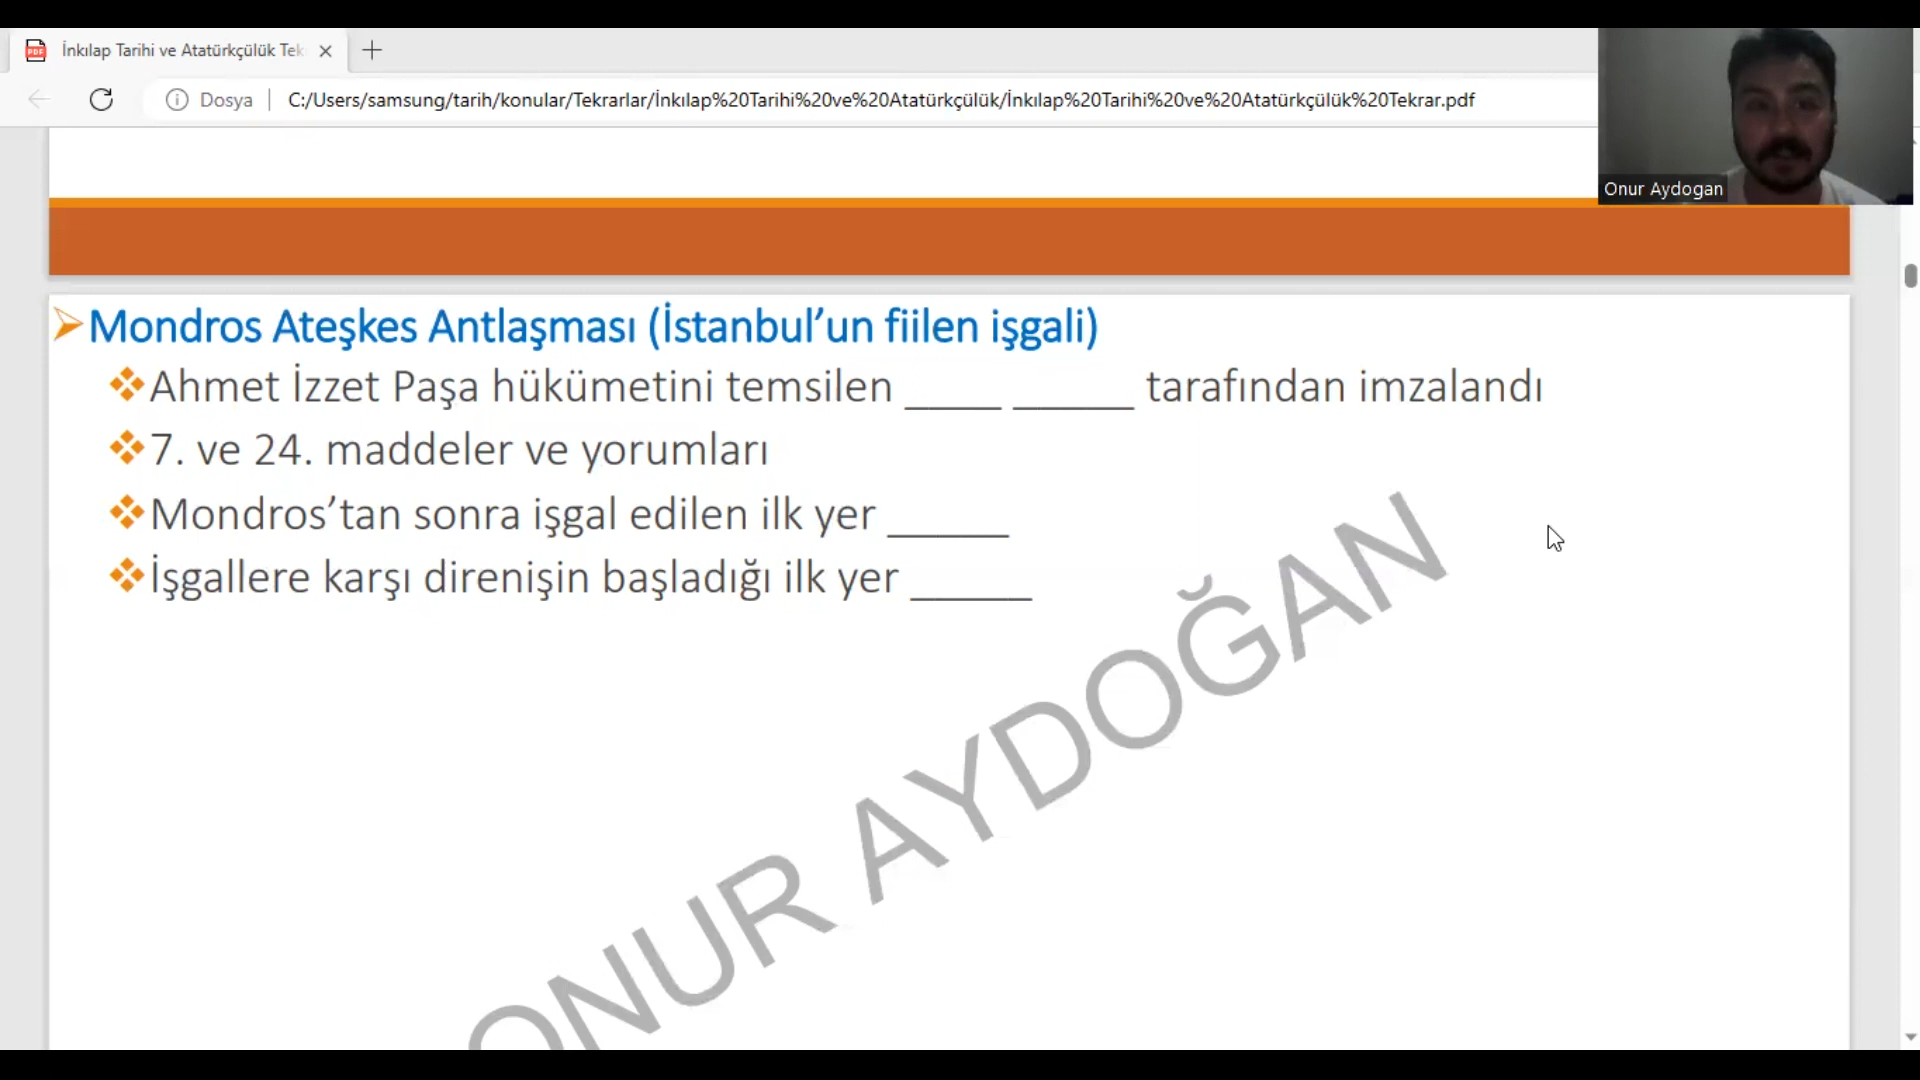 İnkılap Tarihi ve Atatürkçülük Tek
Dosya
C:/Users/samsung/tarih/konular/Tekrarlar/İnkılap%20Tarihi%20ve%20Atatürkçülük/İnkılap%20Tarihi%20ve%20Atatürkçülük%20Tekrar.pdf
Onur Aydogan
Mondros Ateşkes Antlaşması (İstanbul’un fiilen işgali)
Ahmet İzzet Paşa hükümetini temsilen ____ _____ tarafından imzalandı
7. ve 24. maddeler ve yorumları
Mondros’tan sonra işgal edilen ilk yer _____
İşgallere karşı direnişin başladığı ilk yer _____
ONUR AYDOĞAN